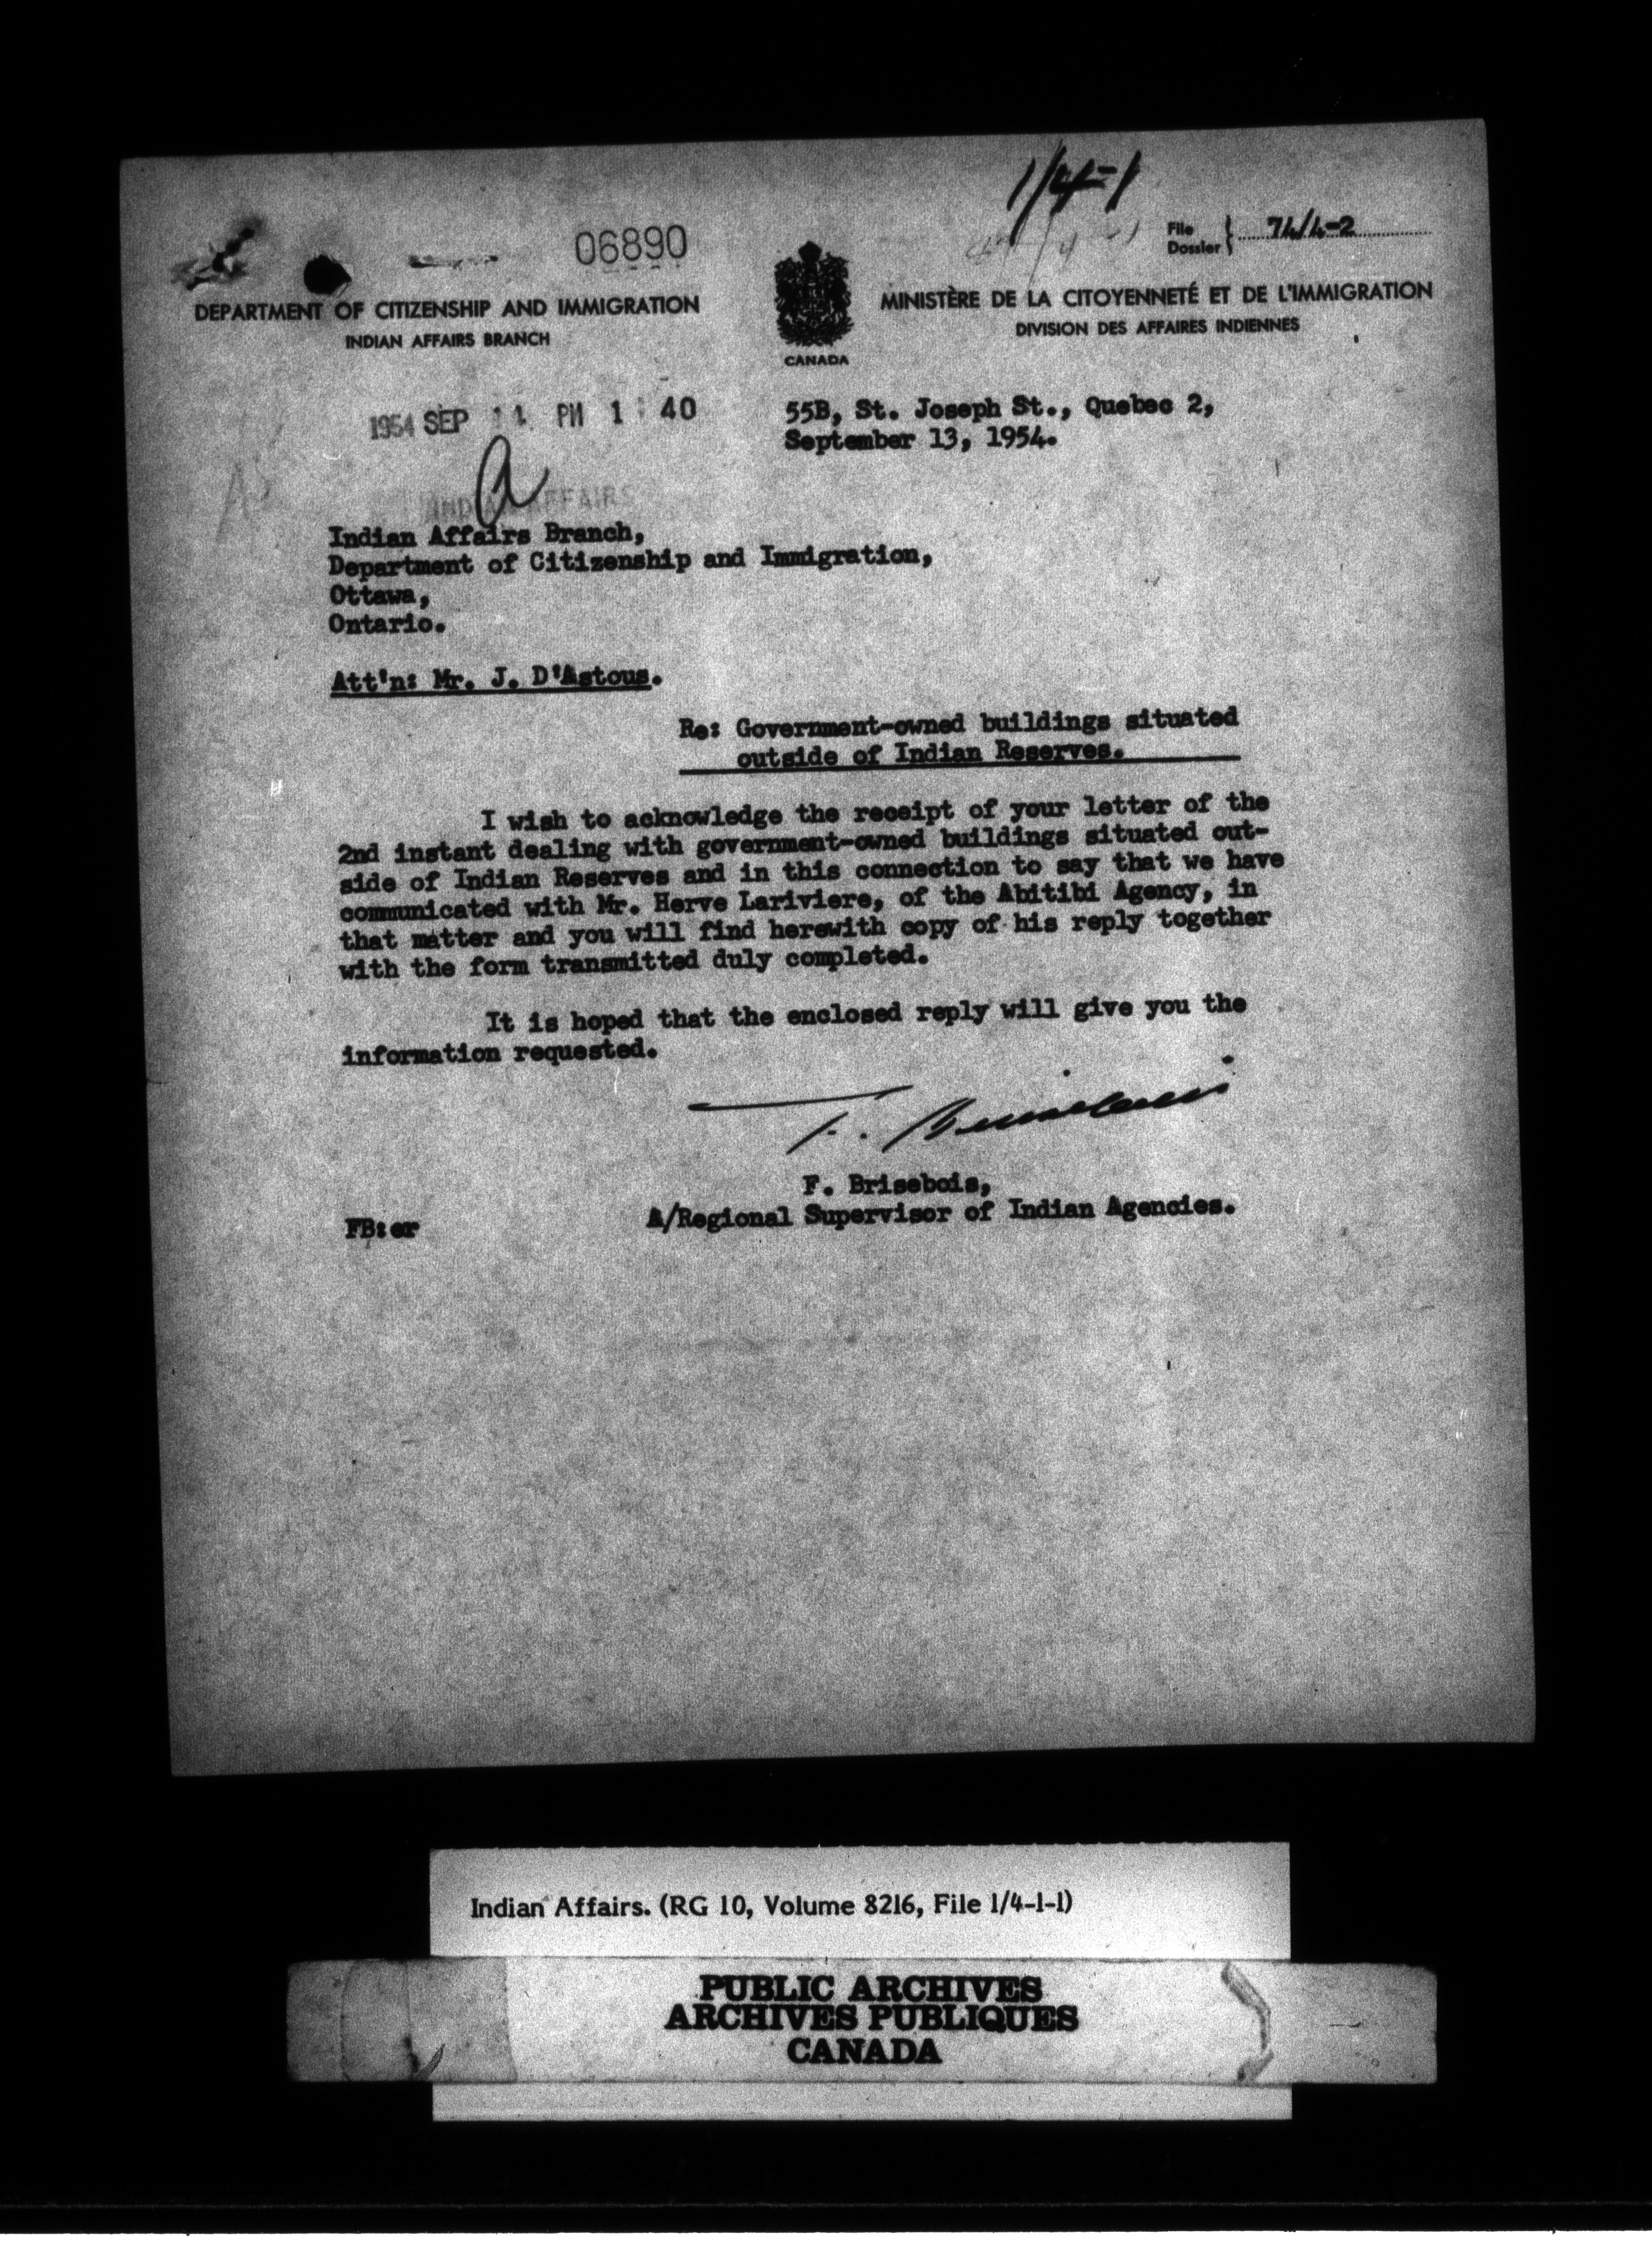 1/4-1
06890
File
Dossier } 74/4-2
DEPARTMENT OF CITIZENSHIP AND IMMIGRATION
INDIAN AFFAIRS BRANCH
CANADA
MINISTÈRE DE LA CITOYENNETÉ ET DE L'IMMIGRATION
DIVISION DES AFFAIRES INDIENNES
1954 SEP PM 1 40
55B, St. Joseph St., Quebec 2,
September 13, 1954.
a
INDIAN AFFAIRS
Indian Affairs Branch,
Department of Citizenship and Immigration,
Ottawa,
Ontario.
Att'n: Mr. J. D'Astous.
Re: Government-owned buildings situated
outside of Indian Reserves.
I wish to acknowledge the receipt of your letter of the
2nd instant dealing with government-owned buildings situated out-
side of Indian Reserves and in this connection to say that we have
communicated with Mr. Herve Lariviere, of the Abitibi Agency, in
that matter and you will find herewith copy of his reply together
with the form transmitted duly completed.
It is hoped that the enclosed reply will give you the
information requested.
F. Brisebois
F. Brisebois,
A/Regional Supervisor of Indian Agencies.
FB:er
Indian Affairs. (RG 10, Volume 8216, File 1/4-1-1)
PUBLIC ARCHIVES
ARCHIVES PUBLIQUES
CANADA